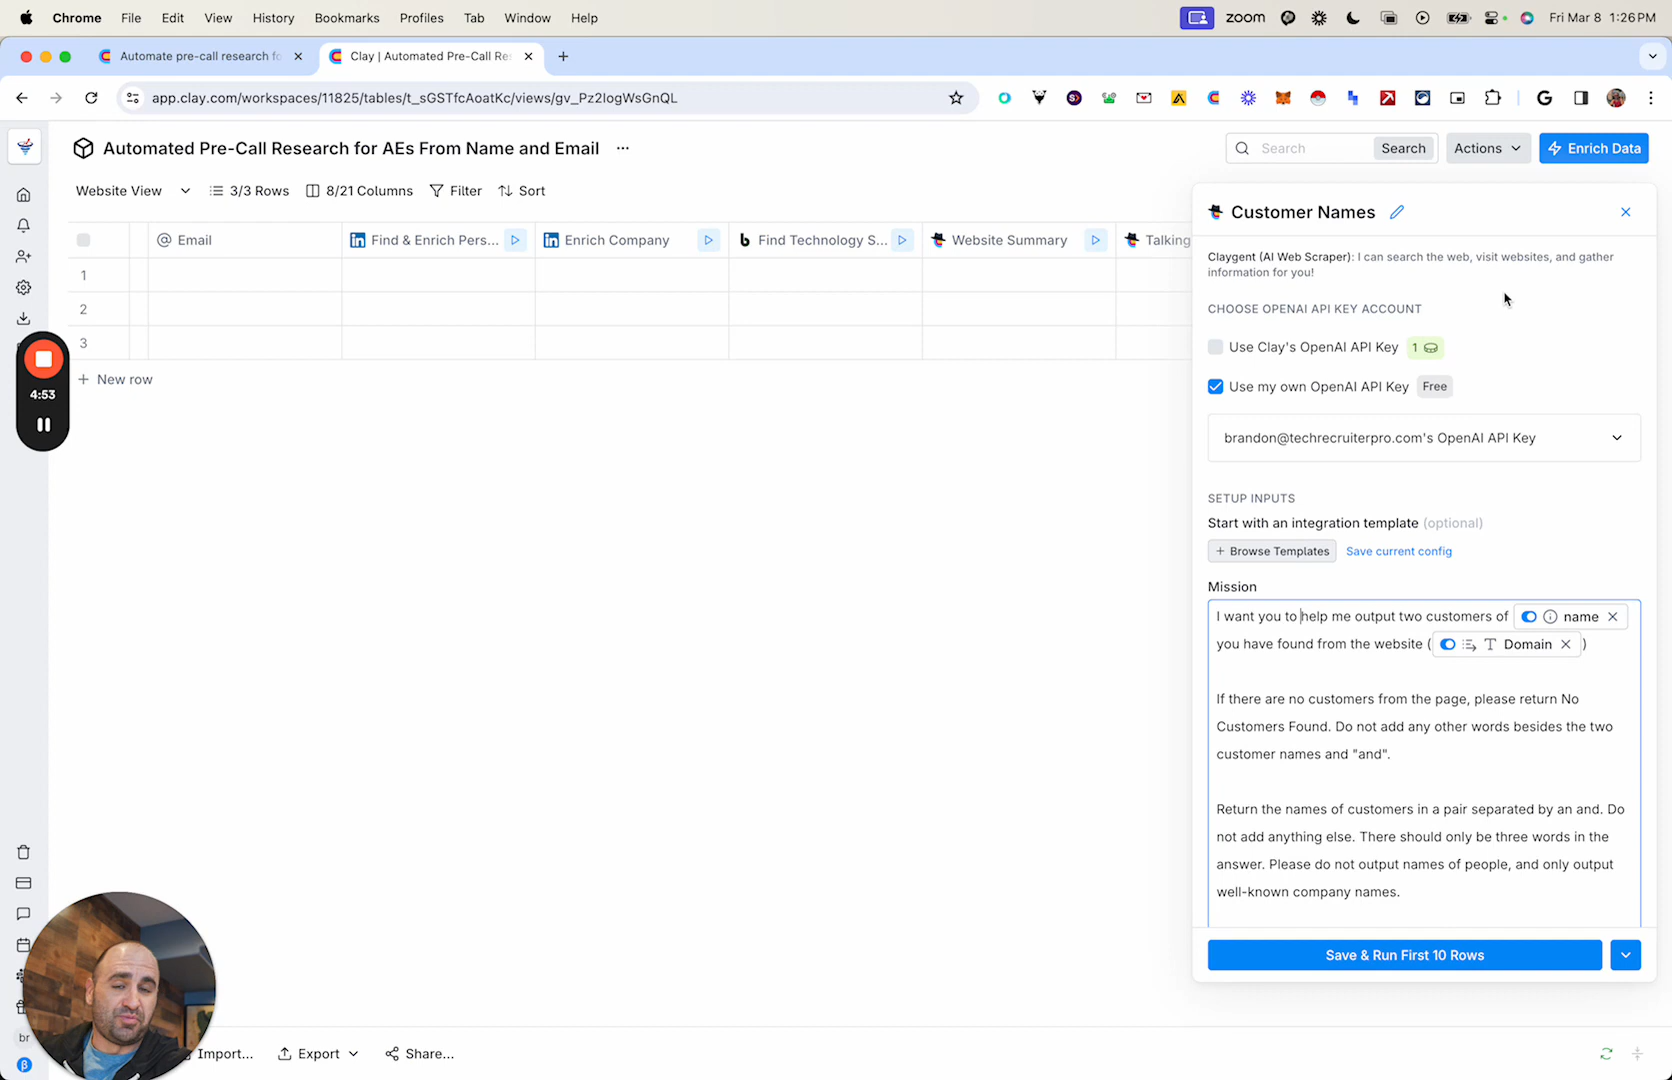 Chrome File Edit View History Bookmarks Profiles Tab Window Help
zoom
Fri Mar 8 1:26PM
Automate pre-call research fo
Clay | Automated Pre-Call Res
app.clay.com/workspaces/11825/tables/t_sGSTfcAoatKc/views/gv_Pz2logWsGnQL
Automated Pre-Call Research for AEs From Name and Email
Search Search
Actions
Enrich Data
Website View
3/3 Rows
8/21 Columns
Filter
Sort
Email
Find & Enrich Pers...
Enrich Company
Find Technology S...
Website Summary
Talking
1
2
3
New row
4:53
Customer Names
Claygent (AI Web Scraper): I can search the web, visit websites, and gather
information for you!
CHOOSE OPENAI API KEY ACCOUNT
Use Clay's OpenAI API Key 1
Use my own OpenAI API Key Free
brandon@techrecruiterpro.com's OpenAI API Key
SETUP INPUTS
Start with an integration template (optional)
+ Browse Templates Save current config
Mission
I want you to help me output two customers of name
you have found from the website ( Domain )
If there are no customers from the page, please return No
Customers Found. Do not add any other words besides the two
customer names and "and".
Return the names of customers in a pair separated by an and. Do
not add anything else. There should only be three words in the
answer. Please do not output names of people, and only output
well-known company names.
Save & Run First 10 Rows
br
β
Import...
Export
Share...